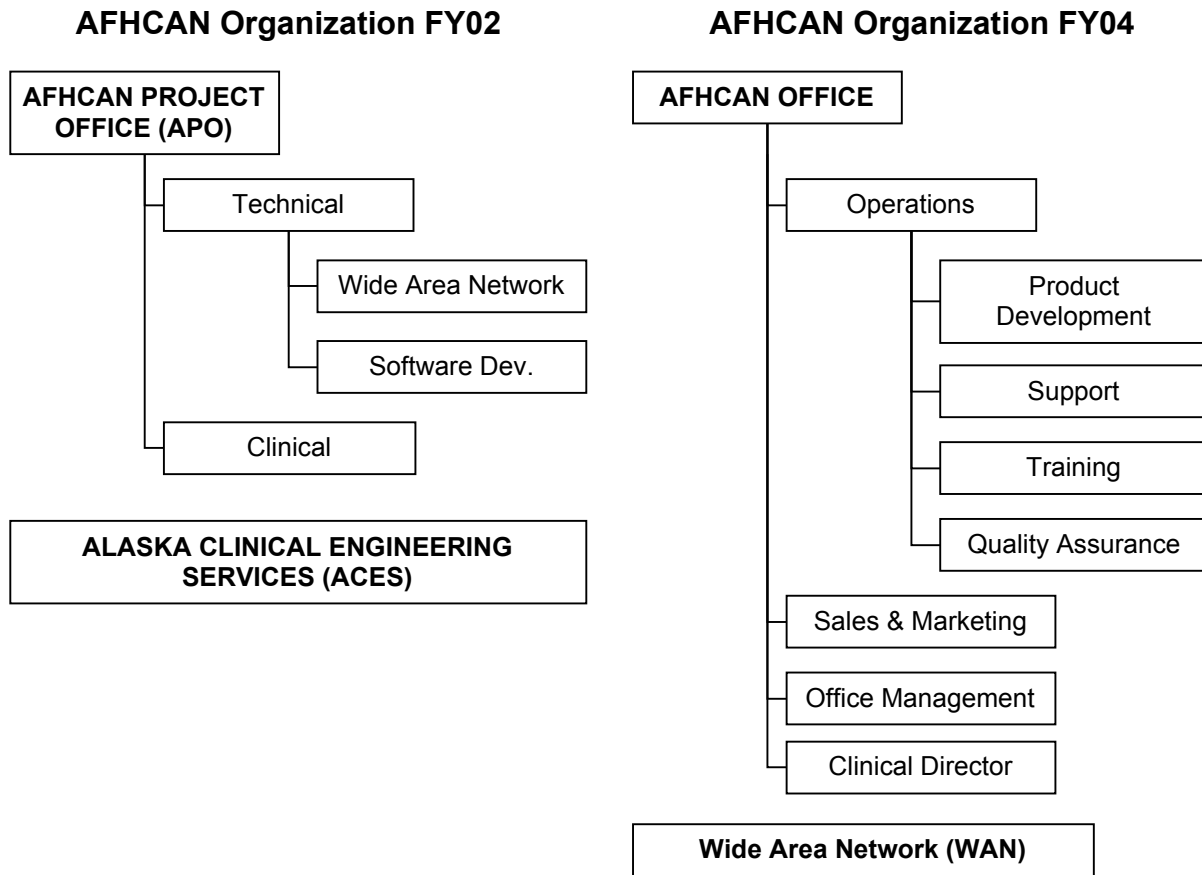 AFHCAN Organization FY02
AFHCAN PROJECT
OFFICE (APO)
Technical
Wide Area Network
Software Dev.
Clinical
ALASKA CLINICAL ENGINEERING
SERVICES (ACES)
AFHCAN Organization FY04
AFHCAN OFFICE
Operations
Product
Development
Support
Training
Quality Assurance
Sales & Marketing
Office Management
Clinical Director
Wide Area Network (WAN)